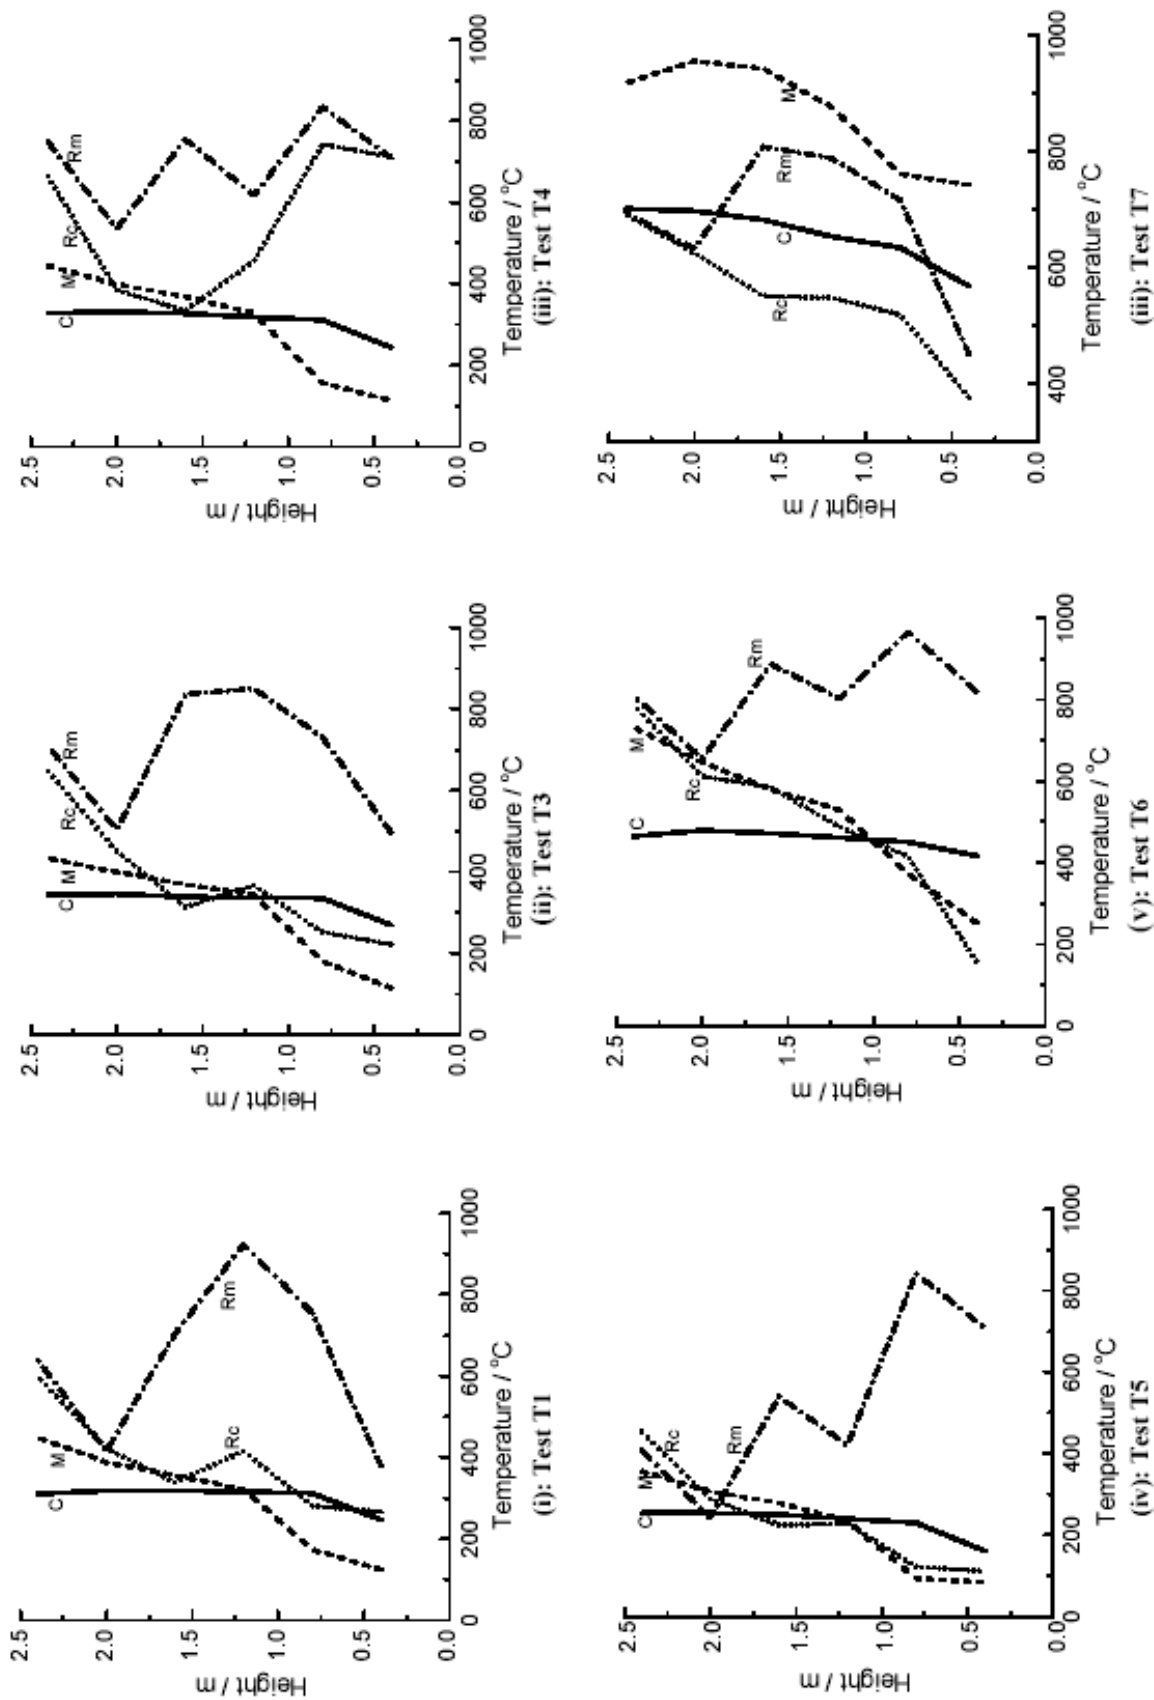 Height / m
2.5
2.0
1.5
1.0
0.5
0.0
C
M
Rc
Rm
0 200 400 600 800 1000
Temperature / °C
(i): Test T1
Height / m
2.5
2.0
1.5
1.0
0.5
0.0
C
M
Rc
Rm
0 200 400 600 800 1000
Temperature / °C
(ii): Test T3
Height / m
2.5
2.0
1.5
1.0
0.5
0.0
C
M
Rc
Rm
0 200 400 600 800 1000
Temperature / °C
(iii): Test T4
Height / m
2.5
2.0
1.5
1.0
0.5
0.0
C
M
Rc
Rm
0 200 400 600 800 1000
Temperature / °C
(iv): Test T5
Height / m
2.5
2.0
1.5
1.0
0.5
0.0
C
M
Rc
Rm
0 200 400 600 800 1000
Temperature / °C
(v): Test T6
Height / m
2.5
2.0
1.5
1.0
0.5
0.0
Rc
C
Rm
M
400 600 800 1000
Temperature / °C
(iii): Test T7